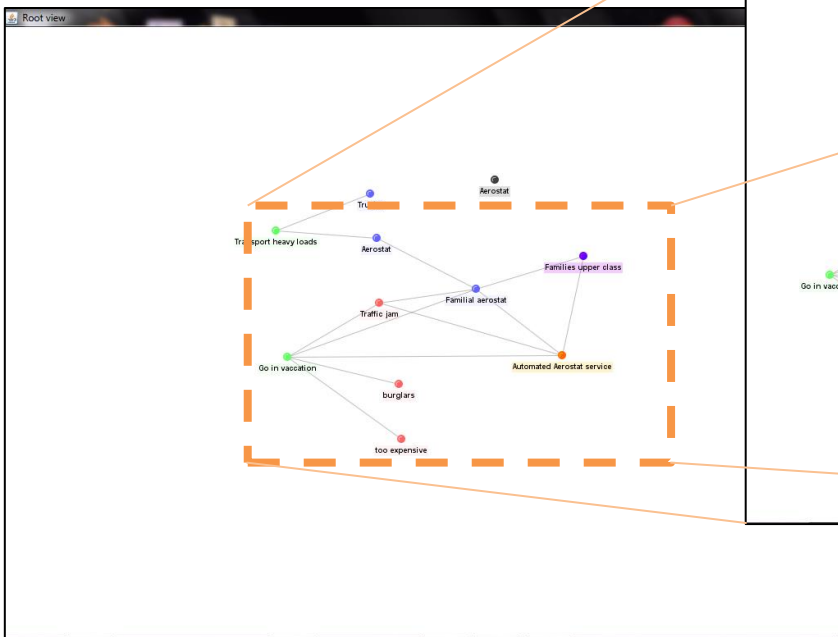 Root view
Aerostat
Transport heavy loads
Aerostat
Families upper class
Go in vacc
Familial aerostat
Traffic jam
Go in vaccation
Automated Aerostat service
burglars
too expensive